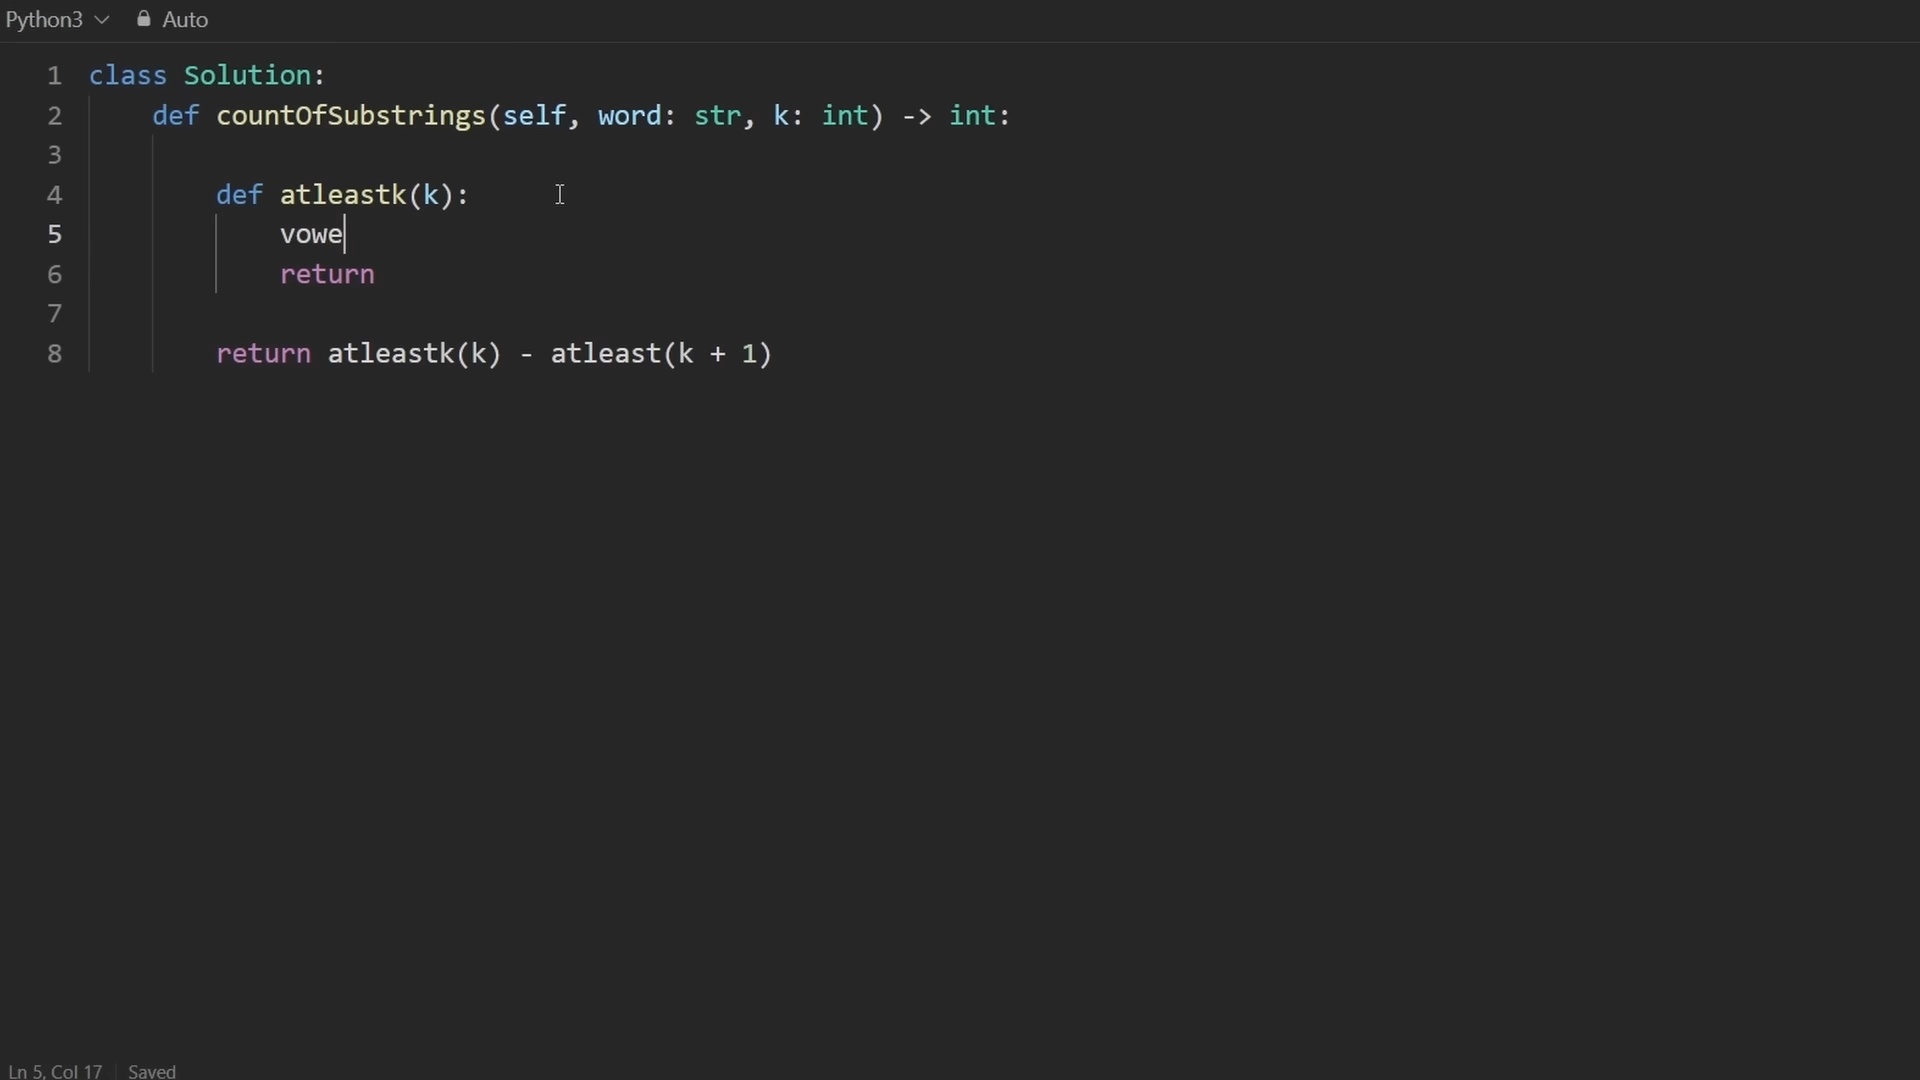 Python3 Auto
1 class Solution:
2 def countOfSubstrings(self, word: str, k: int) -> int:
3
4 def atleastk(k):
5 vowe
6 return
7
8 return atleastk(k) - atleast(k + 1)
Ln 5, Col 17 Saved